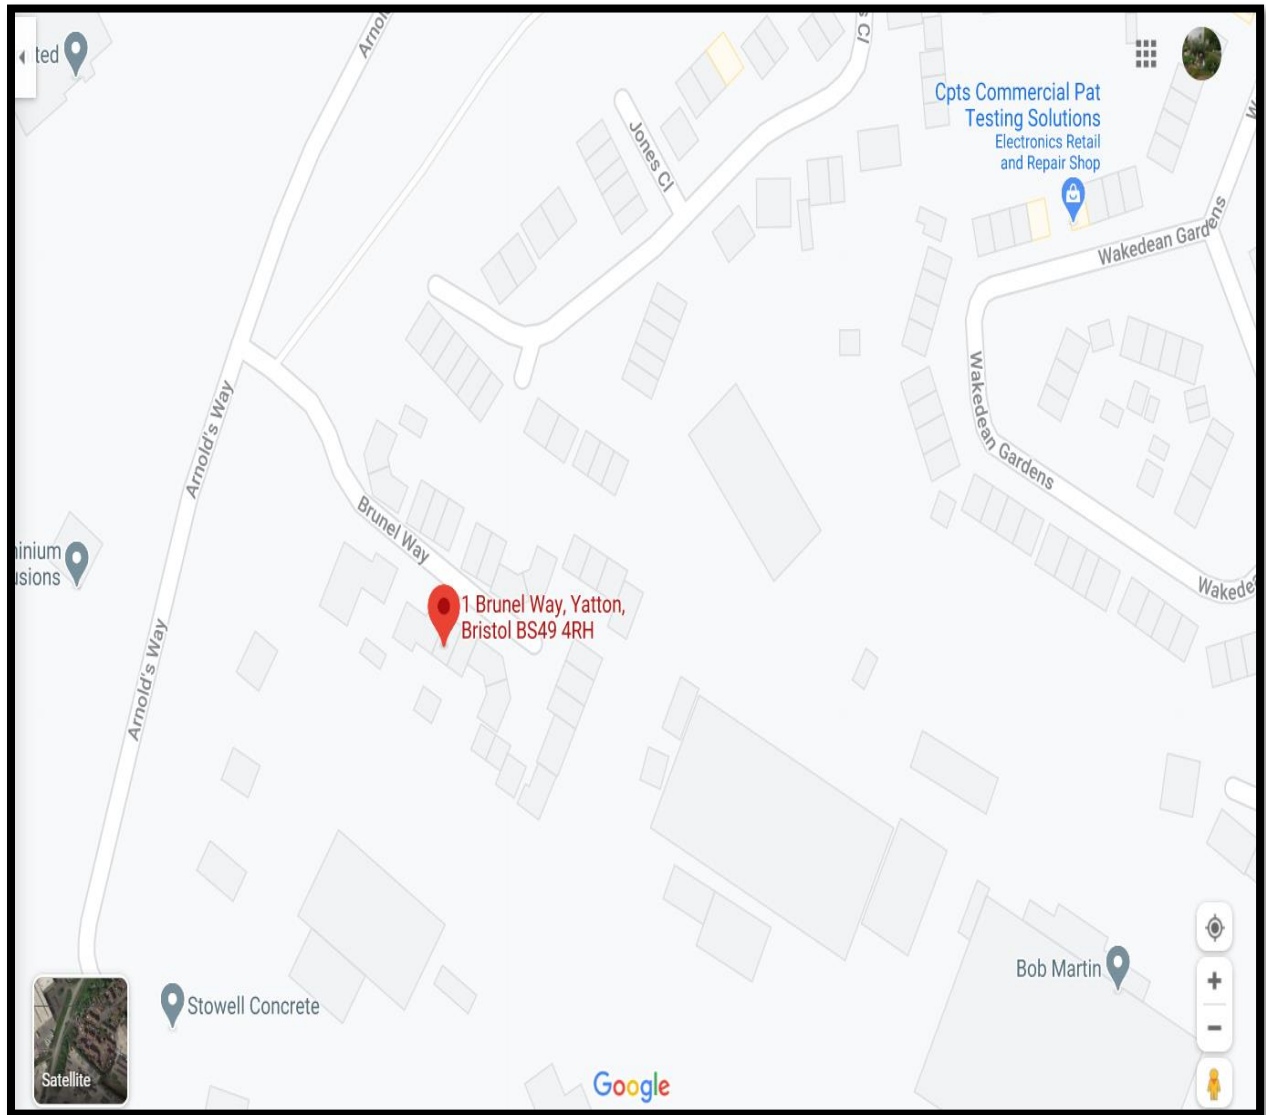 ted
Arnol
s Cl
Jones Cl
Cpts Commercial Pat
Testing Solutions
Electronics Retail
and Repair Shop
W
Wakedean Gardens
Arnold's Way
Wakedean Gardens
Brunel Way
inium
usions
Wakede
1 Brunel Way, Yatton,
Bristol BS49 4RH
Arnold's Way
Bob Martin
Stowell Concrete
Satellite
Google